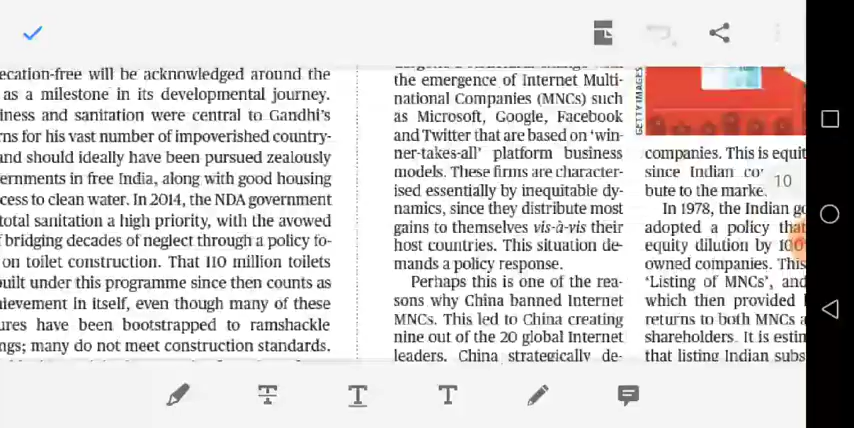 ecation-free will be acknowledged around the
as a milestone in its developmental journey.
iness and sanitation were central to Gandhi's
rns for his vast number of impoverished country-
and should ideally have been pursued zealously
ernments in free India, along with good housing
cess to clean water. In 2014, the NDA government
total sanitation a high priority, with the avowed
f bridging decades of neglect through a policy fo-
on toilet construction. That 110 million toilets
built under this programme since then counts as
hievement in itself, even though many of these
ures have been bootstrapped to ramshackle
ngs; many do not meet construction standards.
the emergence of Internet Multi-
national Companies (MNCs) such
as Microsoft, Google, Facebook
and Twitter that are based on 'win-
ner-takes-all' platform business
models. These firms are character-
ised essentially by inequitable dy-
namics, since they distribute most
gains to themselves vis-à-vis their
host countries. This situation de-
mands a policy response.
Perhaps this is one of the rea-
sons why China banned Internet
MNCs. This led to China creating
nine out of the 20 global Internet
leaders. China strategically de-
GETTY IMAGES
companies. This is equit
since Indian co
bute to the marke
In 1978, the Indian go
adopted a policy that
equity dilution by 100%
owned companies. This
'Listing of MNCs', and
which then provided
returns to both MNCs a
shareholders. It is estim
that listing Indian subs
10
T
T
T